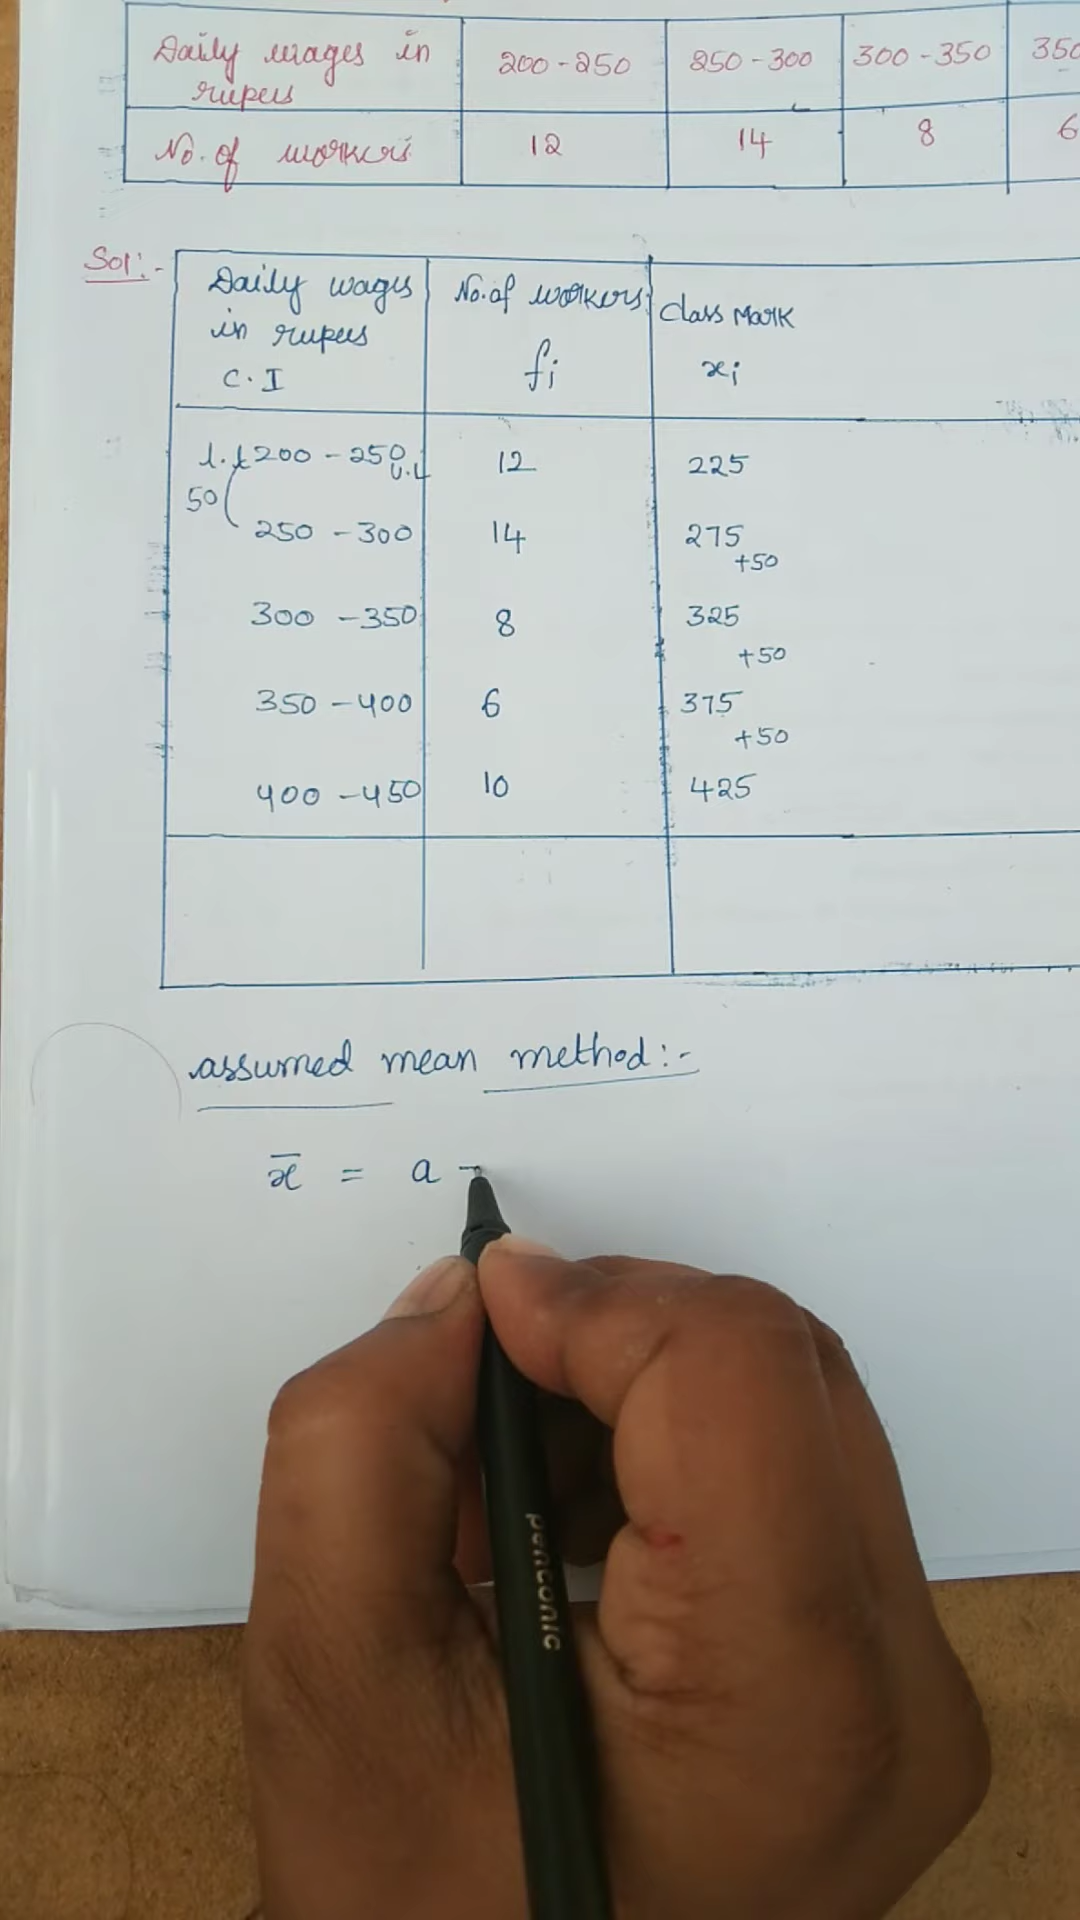 Daily wages in rupees 200-250 250-300 300-350 350
No. of workers 12 14 8 6
Sol:-
Daily wages in rupees C.I No. of workers fi Class Mark xi
l.l 200 - 250 u.l 12 225
50
250 - 300 14 275
+50
300 - 350 8 325
+50
350 - 400 6 375
+50
400 - 450 10 425
assumed mean method:-
x̄ = a -
penconic